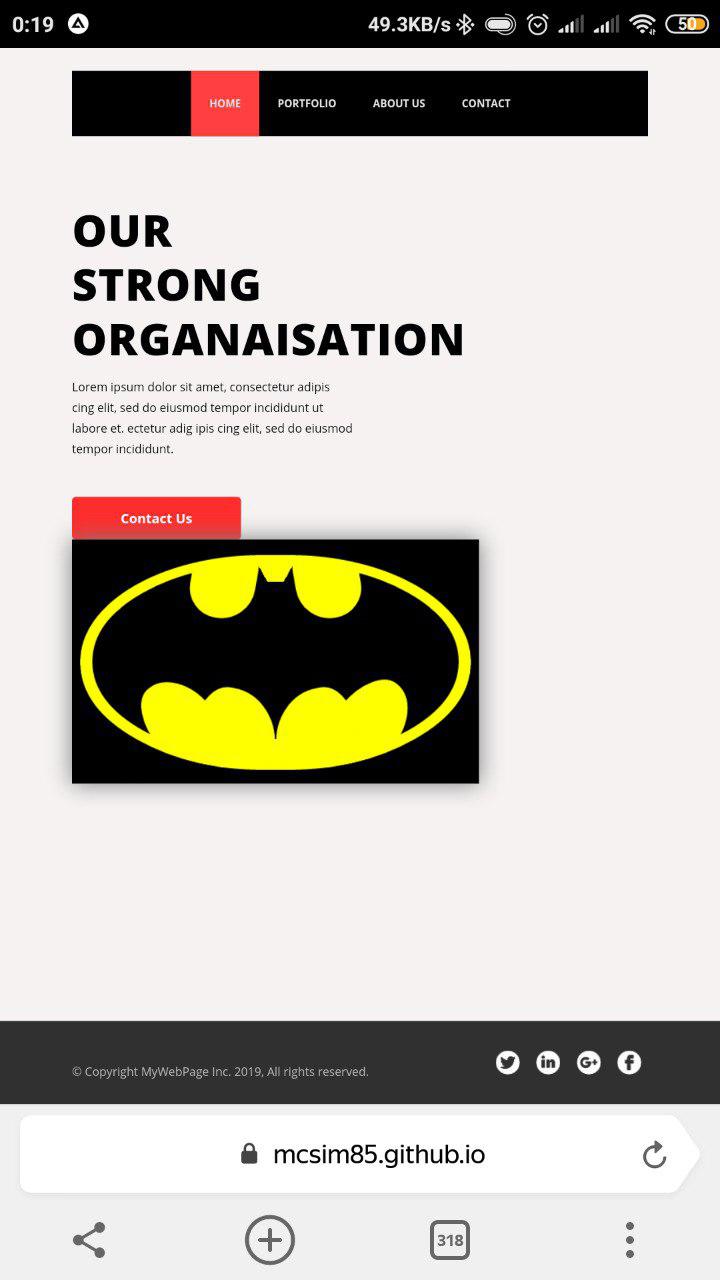 0:19 49.3KB/s 50
HOME PORTFOLIO ABOUT US CONTACT
OUR
STRONG
ORGANAISATION
Lorem ipsum dolor sit amet, consectetur adipis
cing elit, sed do eiusmod tempor incididunt ut
labore et. ectetur adig ipis cing elit, sed do eiusmod
tempor incididunt.
Contact Us
© Copyright MyWebPage Inc. 2019, All rights reserved.
in G+ f
mcsim85.github.io
318